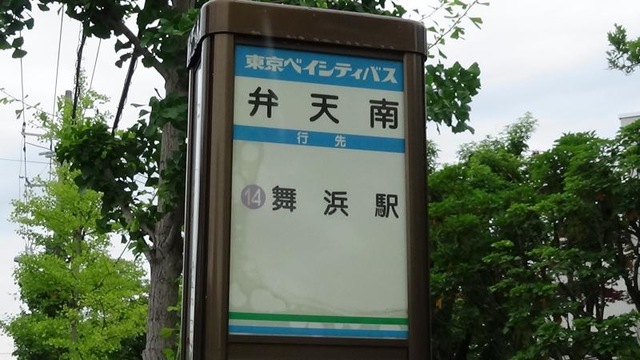 東京ベイシティバス
弁天南
行先
14 舞浜駅